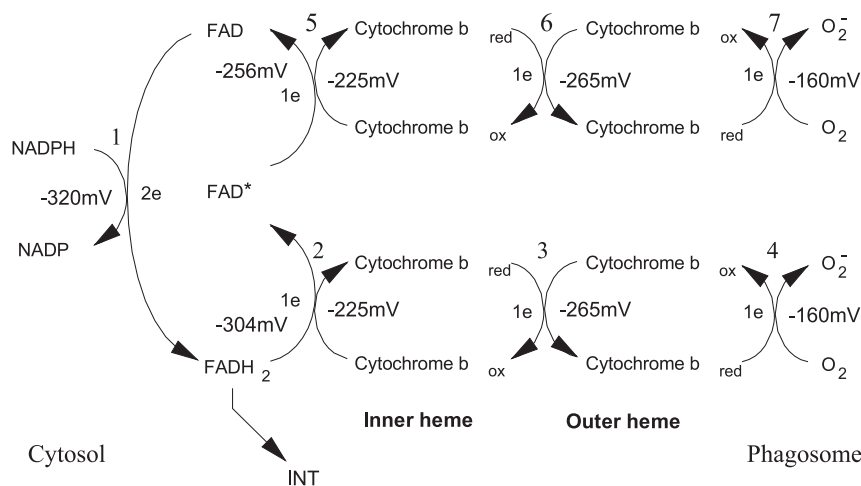 5 6 7
FAD Cytochrome b red Cytochrome b ox O2-
-256mV -225mV 1e -265mV 1e -160mV
1e
1
Cytochrome b ox Cytochrome b red O2
NADPH
-320mV 2e FAD*
NADP
2 3 4
Cytochrome b red Cytochrome b ox O2-
1e
-304mV -225mV 1e -265mV 1e -160mV
FADH2 Cytochrome b ox Cytochrome b red O2
Inner heme Outer heme
Cytosol Phagosome
INT